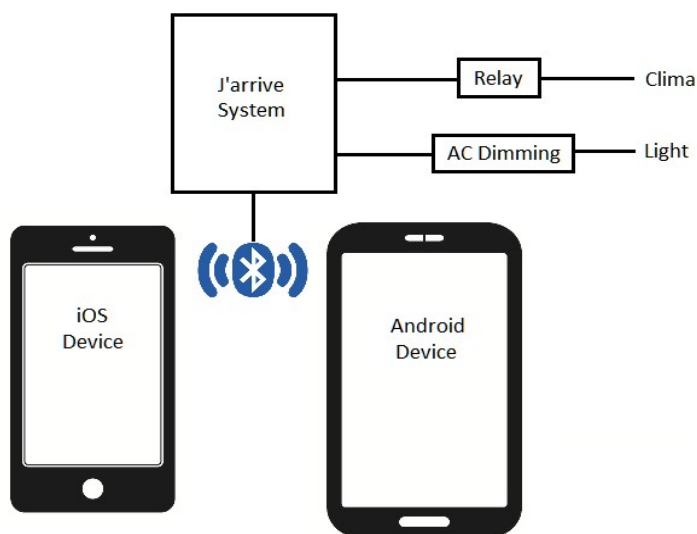 J'arrive
System
Relay
Clima
AC Dimming
Light
iOS
Device
Android
Device